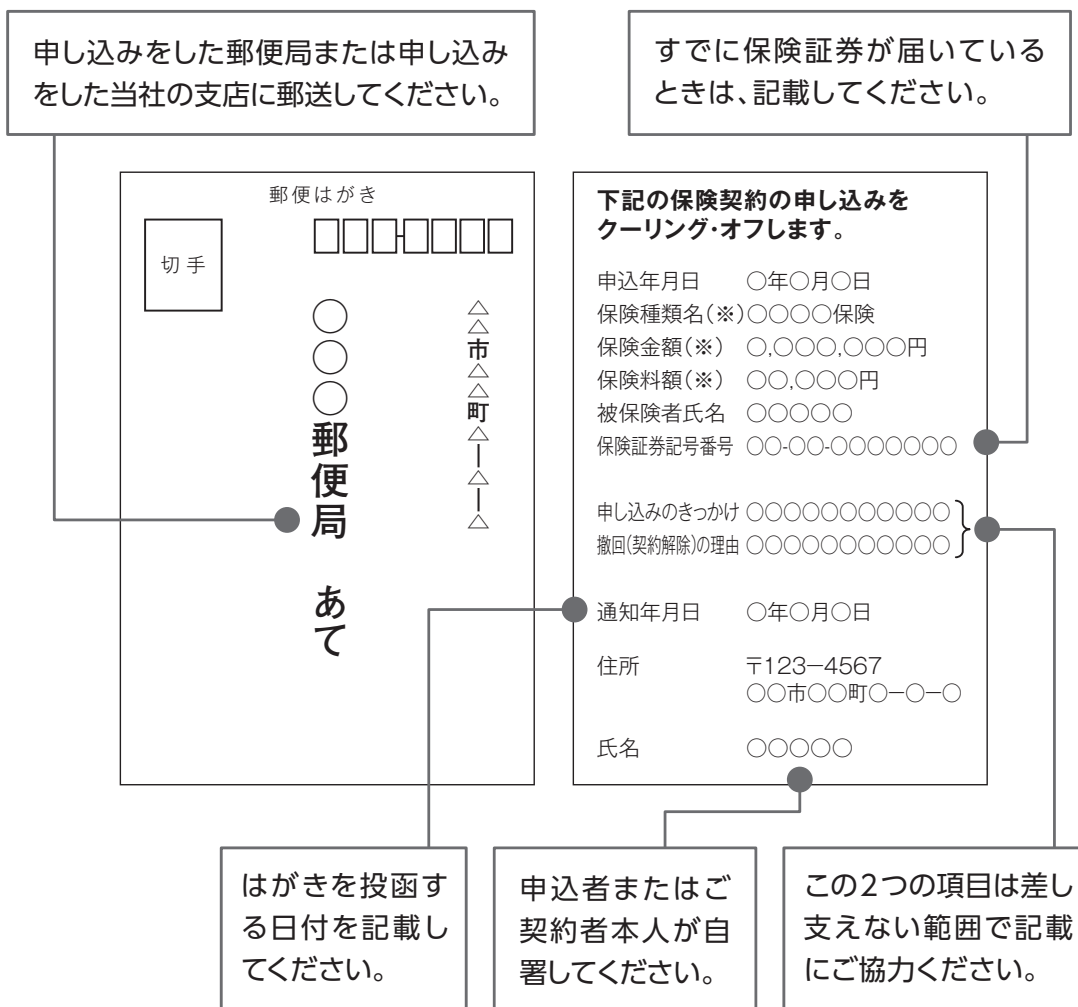 申し込みをした郵便局または申し込み
をした当社の支店に郵送してください。
すでに保険証券が届いている
ときは、記載してください。
郵便はがき
切手
△△市△△町△ー△ー△
○○○郵便局 あて
下記の保険契約の申し込みを
クーリング・オフします。
申込年月日 ○年○月○日
保険種類名(※)○○○○保険
保険金額(※) ○,○○○,○○○円
保険料額(※) ○○,○○○円
被保険者氏名 ○○○○○
保険証券記号番号 ○○-○○-○○○○○○○
申し込みのきっかけ ○○○○○○○○○○○
撤回(契約解除)の理由 ○○○○○○○○○○○
通知年月日 ○年○月○日
住所 〒123−4567
○○市○○町○−○−○
氏名 ○○○○○
はがきを投函す
る日付を記載し
てください。
申込者またはご
契約者本人が自
署してください。
この2つの項目は差し
支えない範囲で記載
にご協力ください。